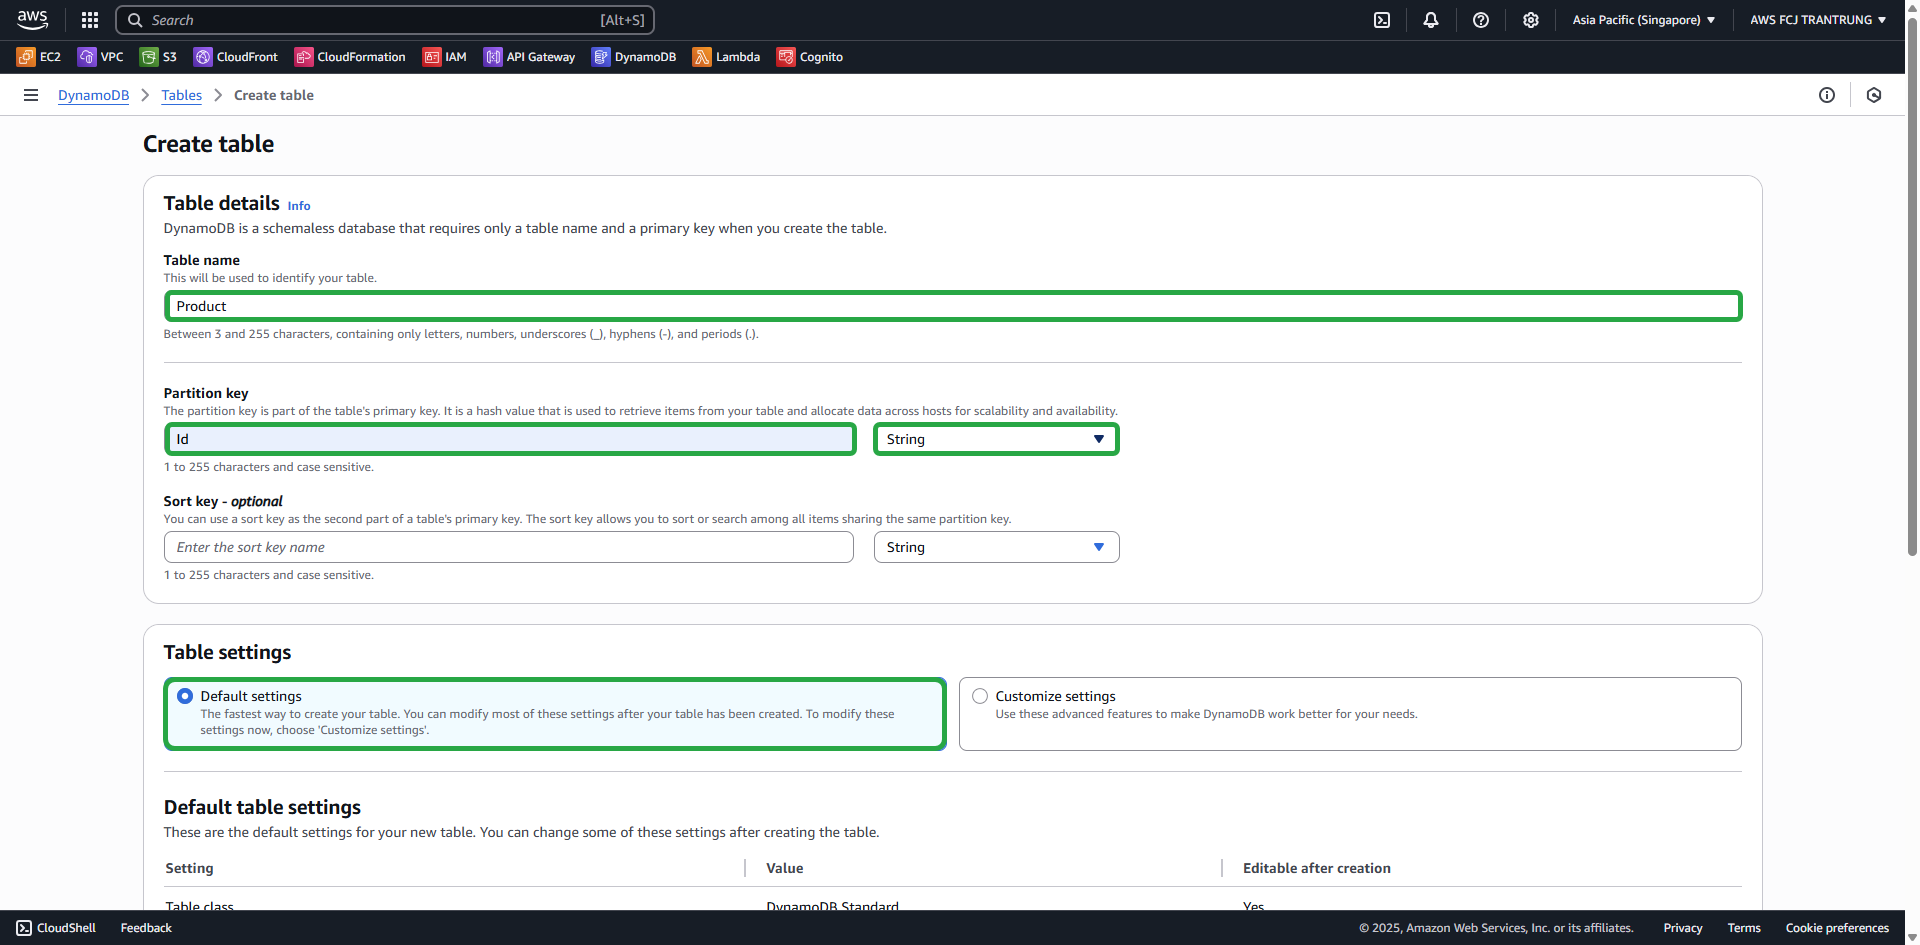 aws
Search [Alt+S]
Asia Pacific (Singapore)
AWS FCJ TRANTRUNG
EC2 VPC S3 CloudFront CloudFormation IAM API Gateway DynamoDB Lambda Cognito
DynamoDB Tables Create table
Create table
Table details Info
DynamoDB is a schemaless database that requires only a table name and a primary key when you create the table.
Table name
This will be used to identify your table.
Product
Between 3 and 255 characters, containing only letters, numbers, underscores (_), hyphens (-), and periods (.).
Partition key
The partition key is part of the table's primary key. It is a hash value that is used to retrieve items from your table and allocate data across hosts for scalability and availability.
Id String
1 to 255 characters and case sensitive.
Sort key - optional
You can use a sort key as the second part of a table's primary key. The sort key allows you to sort or search among all items sharing the same partition key.
Enter the sort key name String
1 to 255 characters and case sensitive.
Table settings
Default settings
The fastest way to create your table. You can modify most of these settings after your table has been created. To modify these
settings now, choose 'Customize settings'.
Customize settings
Use these advanced features to make DynamoDB work better for your needs.
Default table settings
These are the default settings for your new table. You can change some of these settings after creating the table.
Setting Value Editable after creation
Table class DynamoDB Standard Yes
CloudShell Feedback © 2025, Amazon Web Services, Inc. or its affiliates. Privacy Terms Cookie preferences